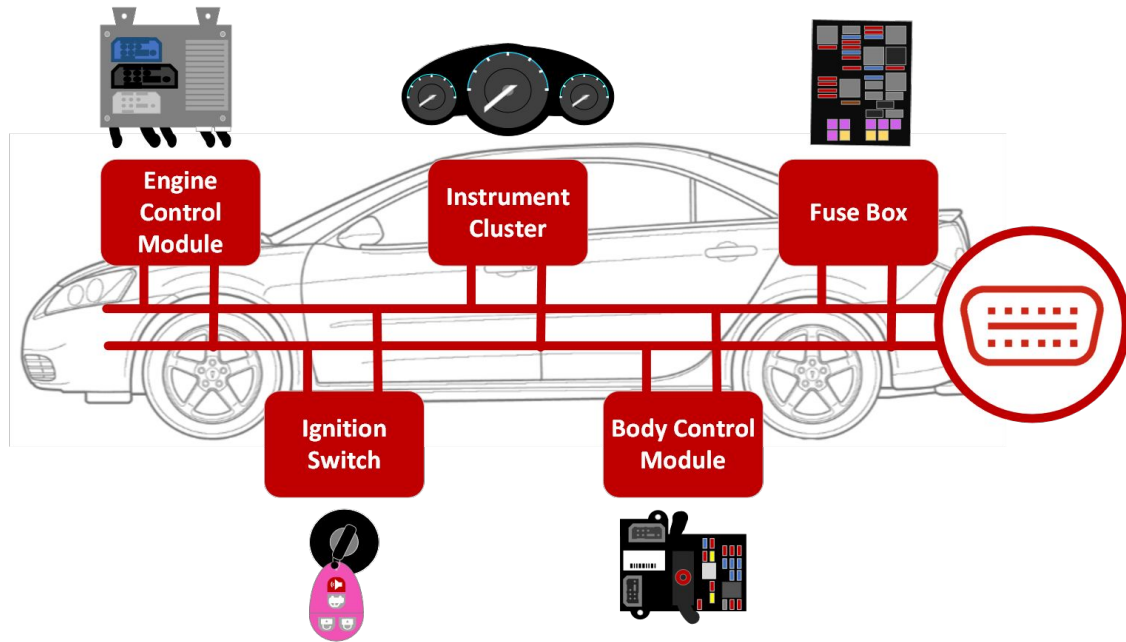 Engine
Control
Module
Instrument
Cluster
Fuse Box
Ignition
Switch
Body Control
Module